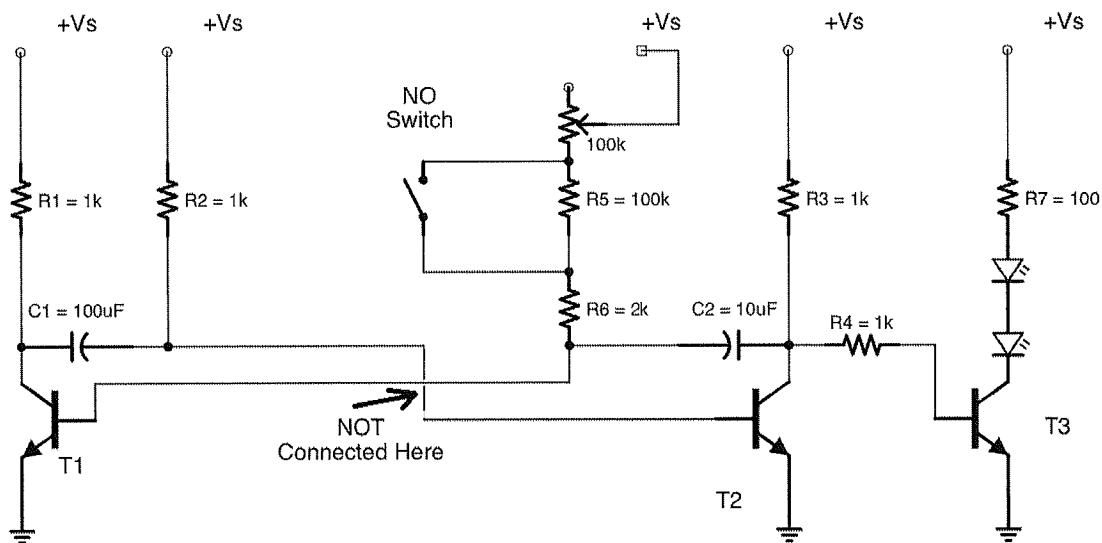 +Vs
+Vs
+Vs
+Vs
+Vs
NO
Switch
100k
R1 = 1k
R2 = 1k
R5 = 100k
R3 = 1k
R7 = 100
C1 = 100uF
R6 = 2k
C2 = 10uF
R4 = 1k
NOT
Connected Here
T1
T2
T3